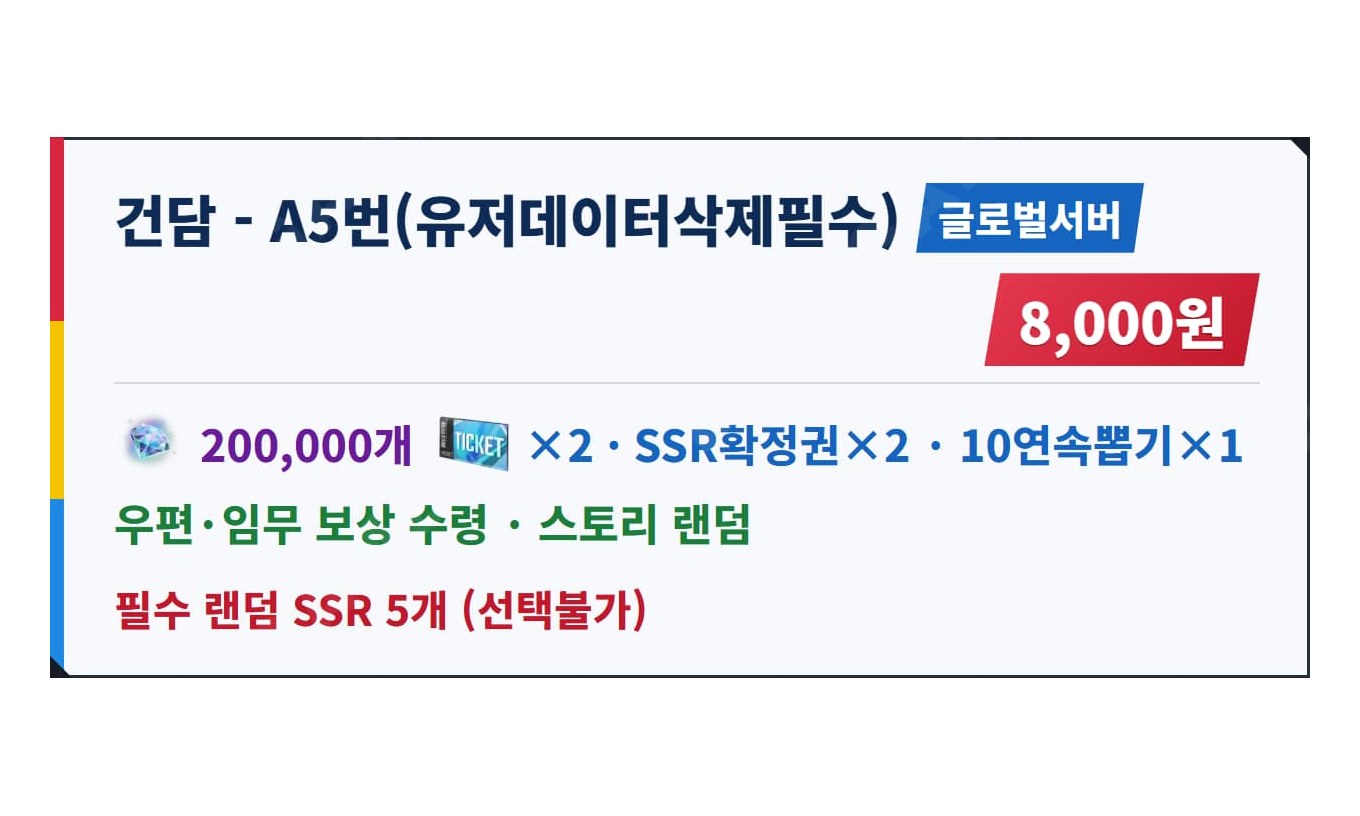 건담 - A5번(유저데이터삭제필수) 글로벌서버
8,000원
200,000개 TICKET ×2 · SSR확정권×2 · 10연속뽑기×1
우편·임무 보상 수령 · 스토리 랜덤
필수 랜덤 SSR 5개 (선택불가)